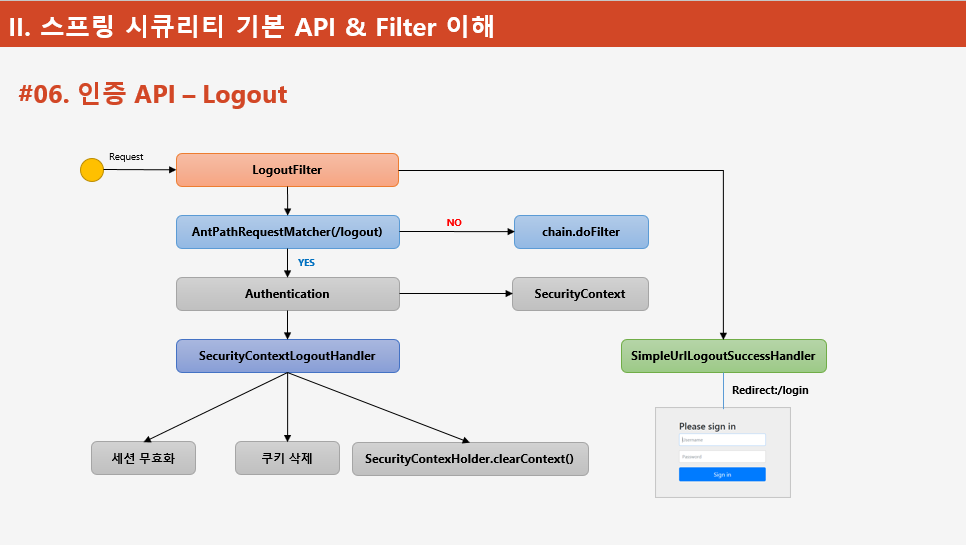 II. 스프링 시큐리티 기본 API & Filter 이해
#06. 인증 API – Logout
Request
LogoutFilter
AntPathRequestMatcher(/logout)
NO
chain.doFilter
YES
Authentication
SecurityContext
SecurityContextLogoutHandler
SimpleUrlLogoutSuccessHandler
Redirect:/login
세션 무효화
쿠키 삭제
SecurityContexHolder.clearContext()
Please sign in
Username
Password
Sign in